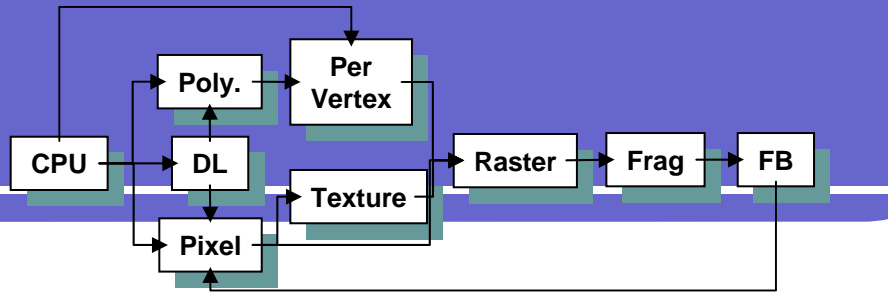 Poly.
Per
Vertex
CPU
DL
Raster
Frag
FB
Texture
Pixel